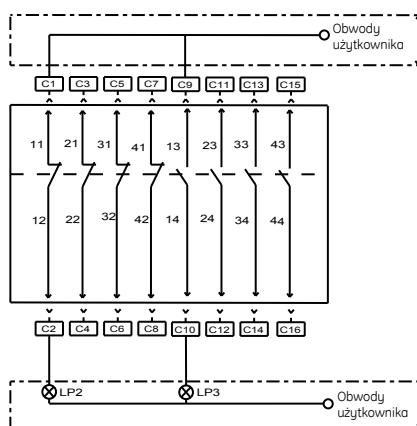 Obwody
użytkownika
C1 C3 C5 C7 C9 C11 C13 C15
11 21 31 41 13 23 33 43
12 22 32 42 14 24 34 44
C2 C4 C6 C8 C10 C12 C14 C16
LP2 LP3
Obwody
użytkownika